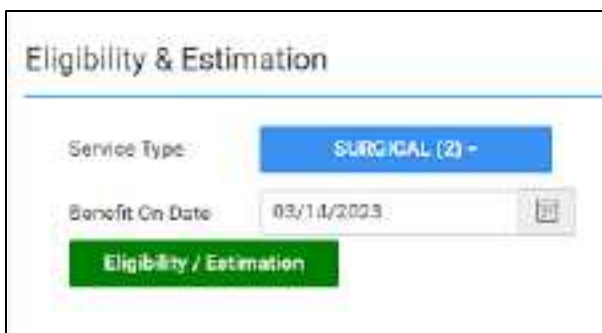 Eligibility & Estimation
Service Type SURGICAL (2)
Benefit On Date 03/14/2023
Eligibility / Estimation